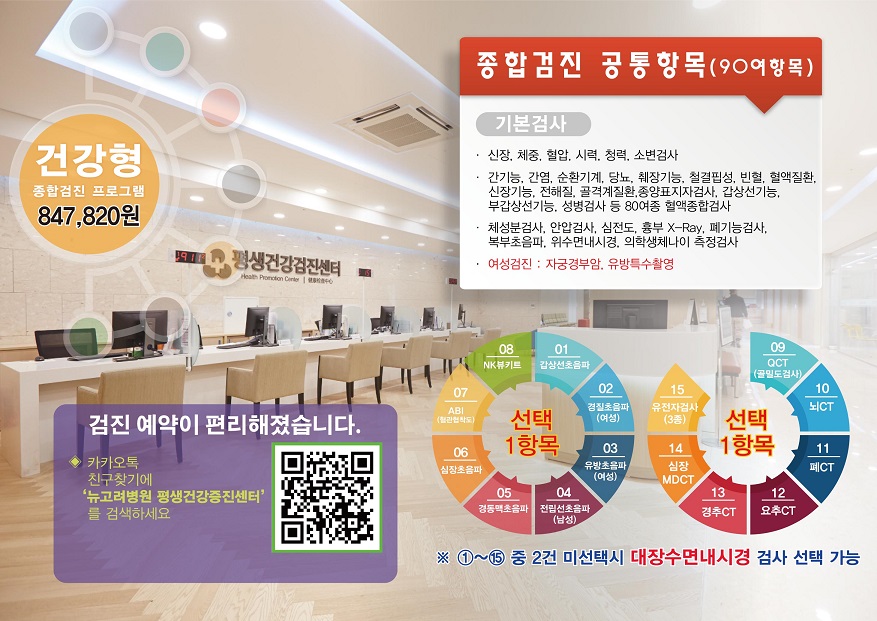 건강형
종합검진 프로그램
847,820원
평생건강검진센터
Health Promotion Center | 健康檢查中心
종합검진 공통항목(90여항목)
기본검사
· 신장, 체중, 혈압, 시력, 청력, 소변검사
· 간기능, 간염, 순환기계, 당뇨, 췌장기능, 철결핍성, 빈혈, 혈액질환,
신장기능, 전해질, 골격계질환,종양표지자검사, 갑상선기능,
부갑상선기능, 성병검사 등 80여종 혈액종합검사
· 체성분검사, 안압검사, 심전도, 흉부 X-Ray, 폐기능검사,
복부초음파, 위수면내시경, 의학생체나이 측정검사
· 여성검진 : 자궁경부암, 유방특수촬영
선택
1항목
01
갑상선초음파
02
경질초음파
(여성)
03
유방초음파
(여성)
04
전립선초음파
(남성)
05
경동맥초음파
06
심장초음파
07
ABI
(혈관협착도)
08
NK뷰키트
선택
1항목
09
QCT
(골밀도검사)
10
뇌CT
11
폐CT
12
요추CT
13
경추CT
14
심장
MDCT
15
유전자검사
(3종)
※ ①~⑮ 중 2건 미선택시 대장수면내시경 검사 선택 가능
검진 예약이 편리해졌습니다.
◈ 카카오톡
친구찾기에
‘뉴고려병원 평생건강증진센터’
를 검색하세요